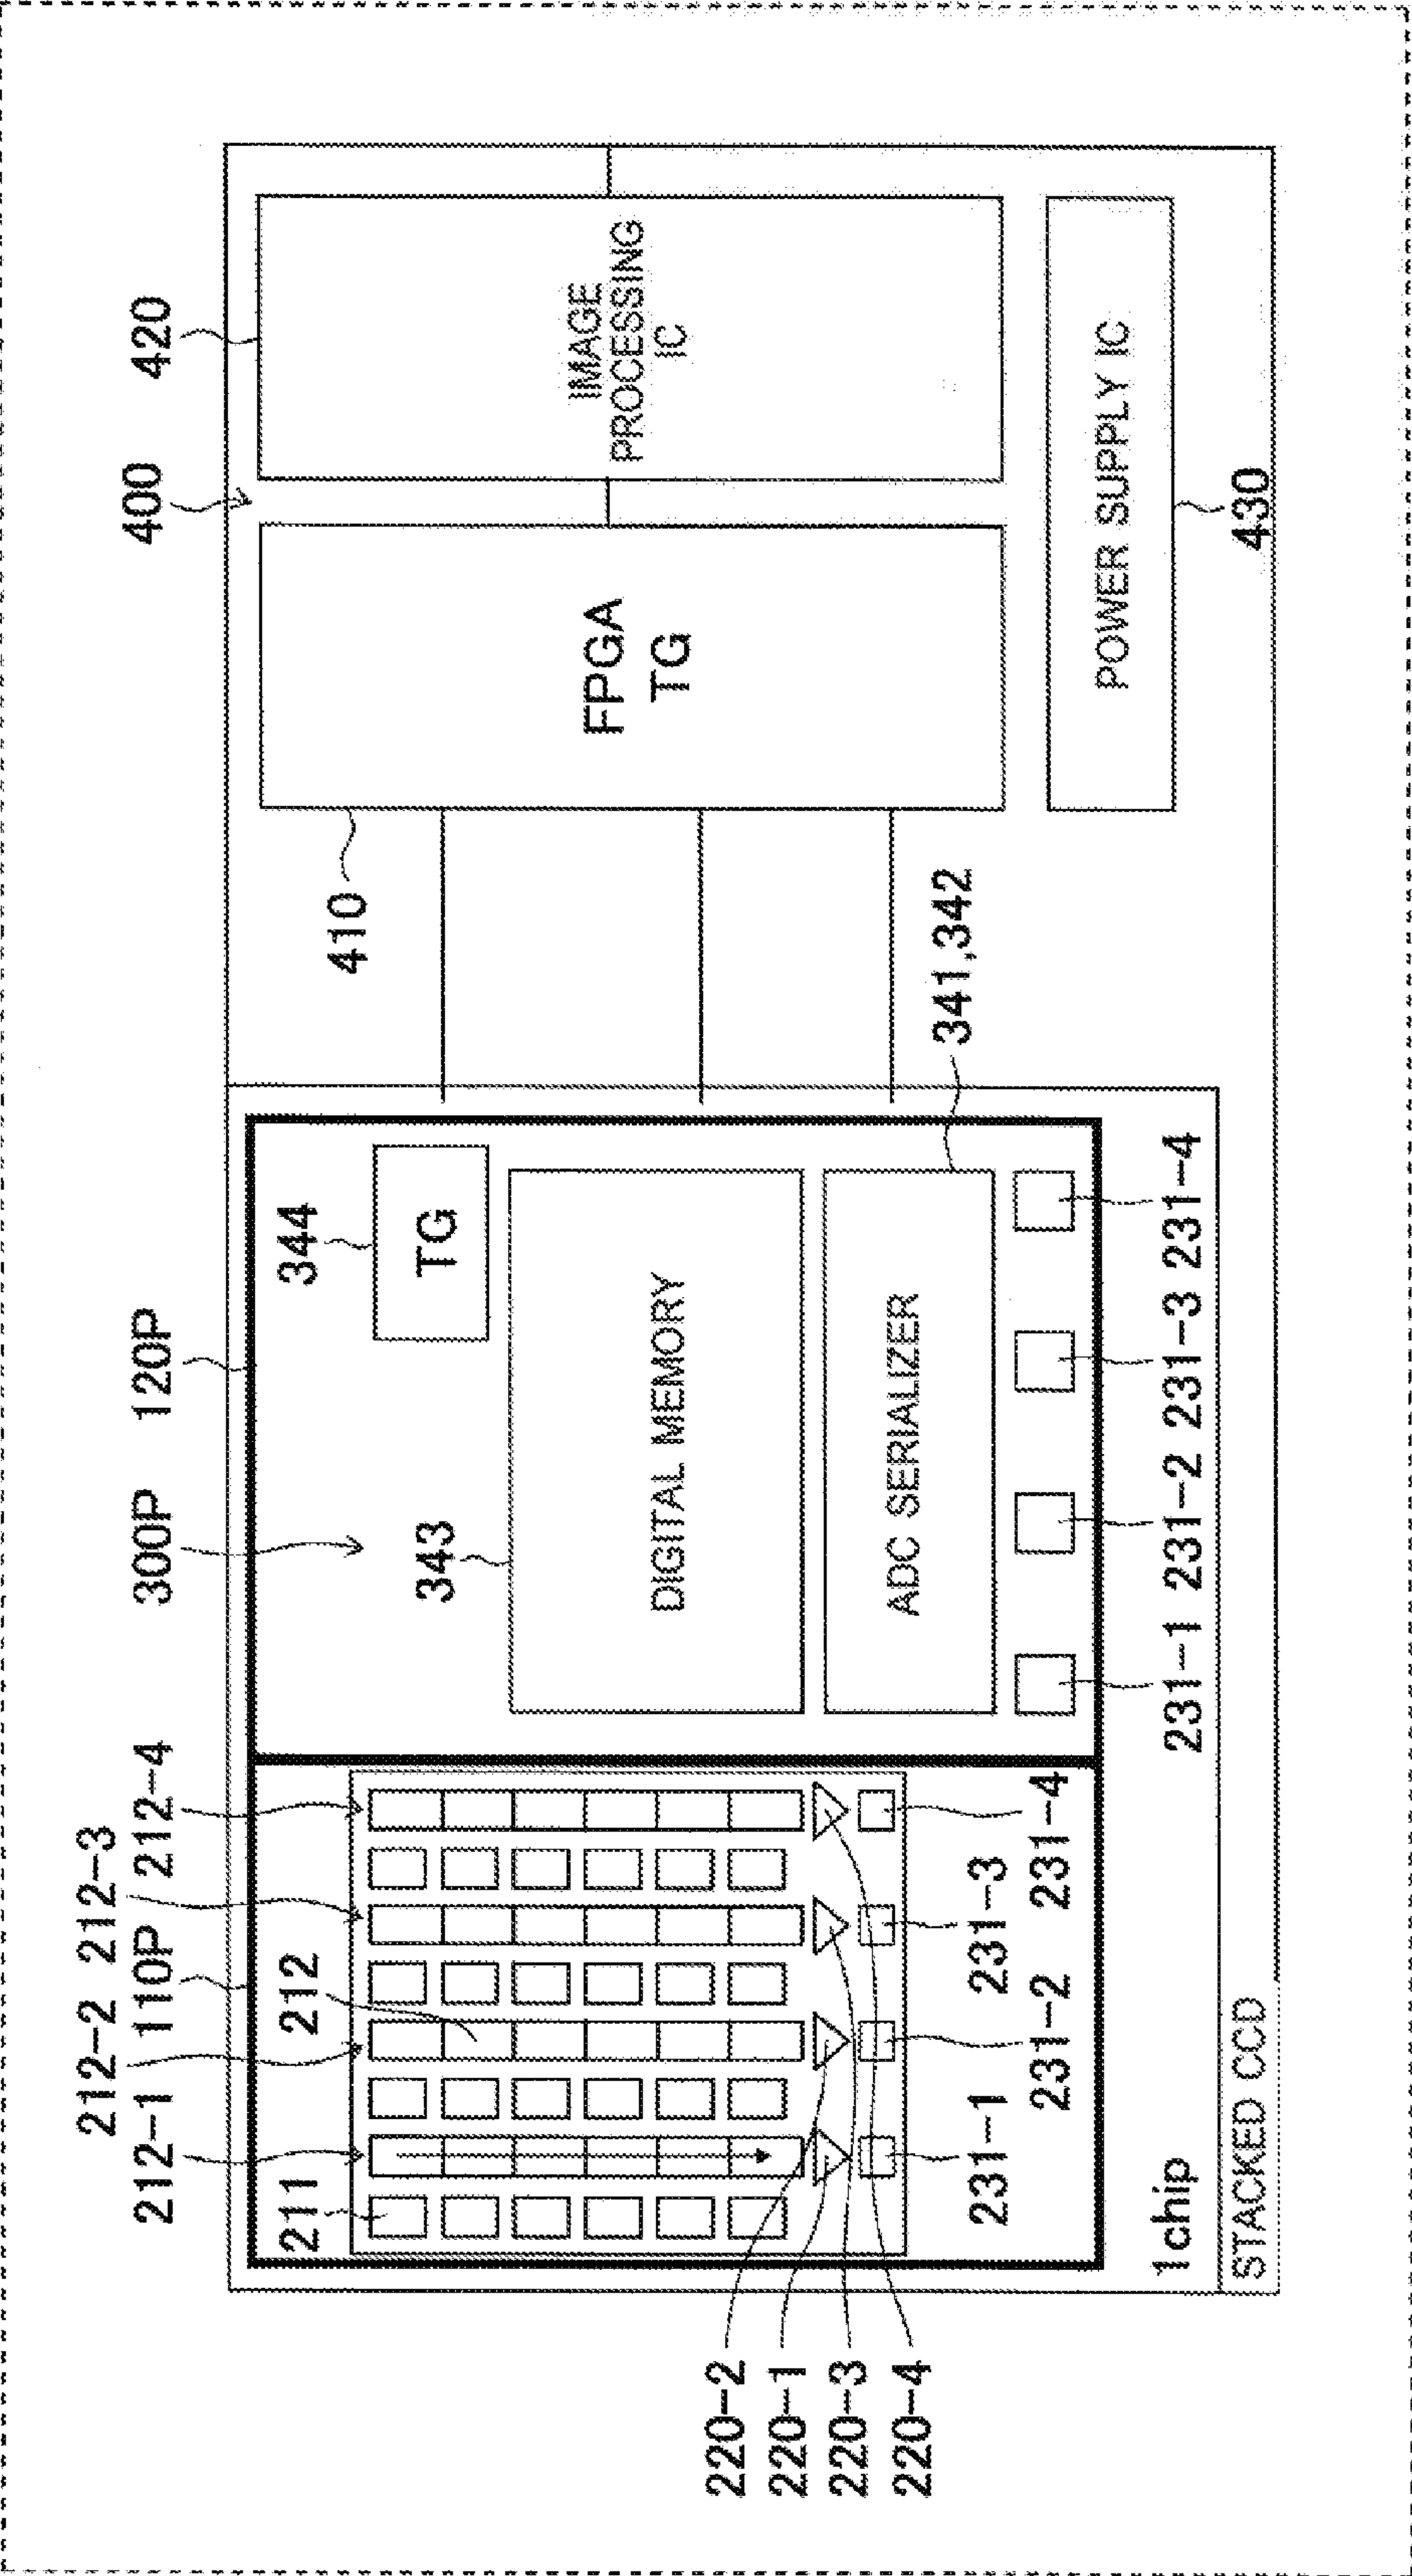 212-2 212-3
212-1 110P 212-4 300P 120P 400 420
211 212 344
343 410
TG
FPGA
TG
IMAGE
PROCESSING
IC
DIGITAL MEMORY
ADC SERIALIZER
341,342
220-2
220-1
220-3
220-4
231-1 231-3
231-2 231-4
231-1 231-2 231-3 231-4
POWER SUPPLY IC
430
1chip
STACKED CCD